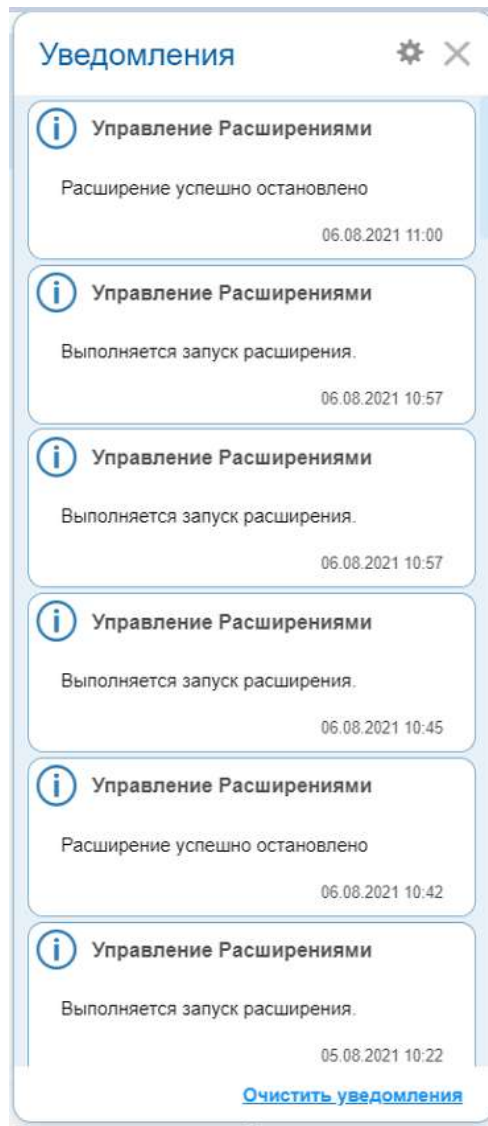 Уведомления
Управление Расширениями
Расширение успешно остановлено
06.08.2021 11:00
Управление Расширениями
Выполняется запуск расширения.
06.08.2021 10:57
Управление Расширениями
Выполняется запуск расширения.
06.08.2021 10:57
Управление Расширениями
Выполняется запуск расширения.
06.08.2021 10:45
Управление Расширениями
Расширение успешно остановлено
06.08.2021 10:42
Управление Расширениями
Выполняется запуск расширения.
05.08.2021 10:22
Очистить уведомления